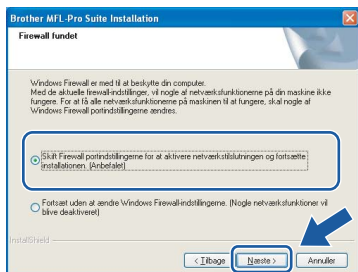 Brother MFL-Pro Suite Installation
Firewall fundet
Windows Firewall er med til at beskytte din computer.
Med de aktuelle firewall-indstillinger, vil nogle af netværksfunktionerne på din maskine ikke
fungere. For at få alle netværksfunktionerne på maskinen til at fungere, skal nogle af
Windows Firewall portindstillingerne ændres.
Skift Firewall portindstillingerne for at aktivere netværkstilslutningen og fortsætte
installationen. (Anbefalet)
Fortsæt uden at ændre Windows Firewall-indstillingerne. (Nogle netværksfunktioner vil
blive deaktiveret)
InstallShield
< Tilbage
Næste >
Annuller